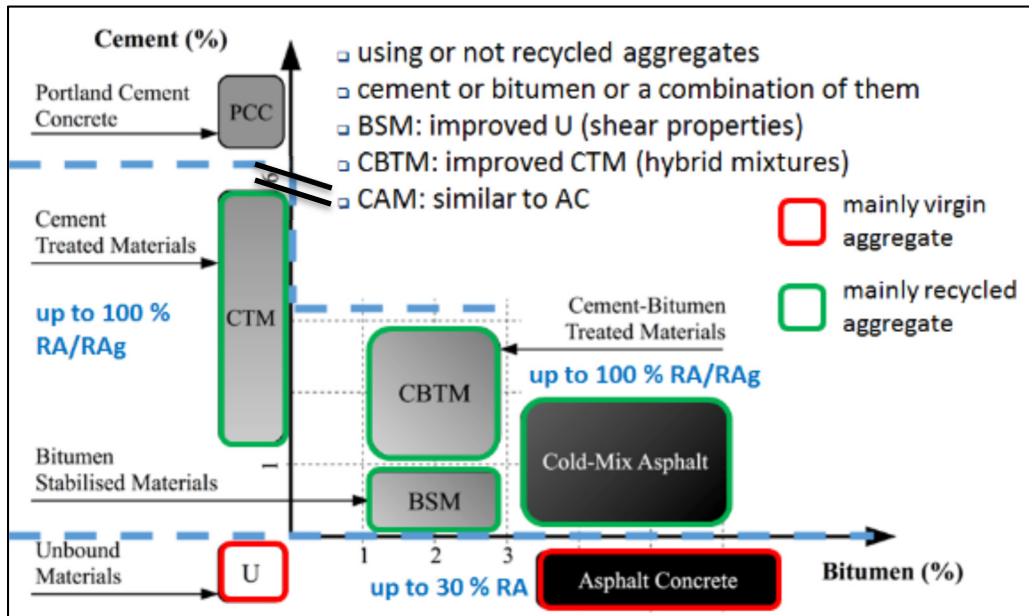 Cement (%)
▫ using or not recycled aggregates
▫ cement or bitumen or a combination of them
▫ BSM: improved U (shear properties)
▫ CBTM: improved CTM (hybrid mixtures)
▫ CAM: similar to AC
Portland Cement
Concrete
PCC
6
mainly virgin
aggregate
mainly recycled
aggregate
Cement
Treated Materials
CTM
up to 100 %
RA/RAg
Cement-Bitumen
Treated Materials
up to 100 % RA/RAg
CBTM
Cold-Mix Asphalt
Bitumen
Stabilised Materials
1
BSM
Unbound
Materials
U
1
2
3
up to 30 % RA
Asphalt Concrete
Bitumen (%)